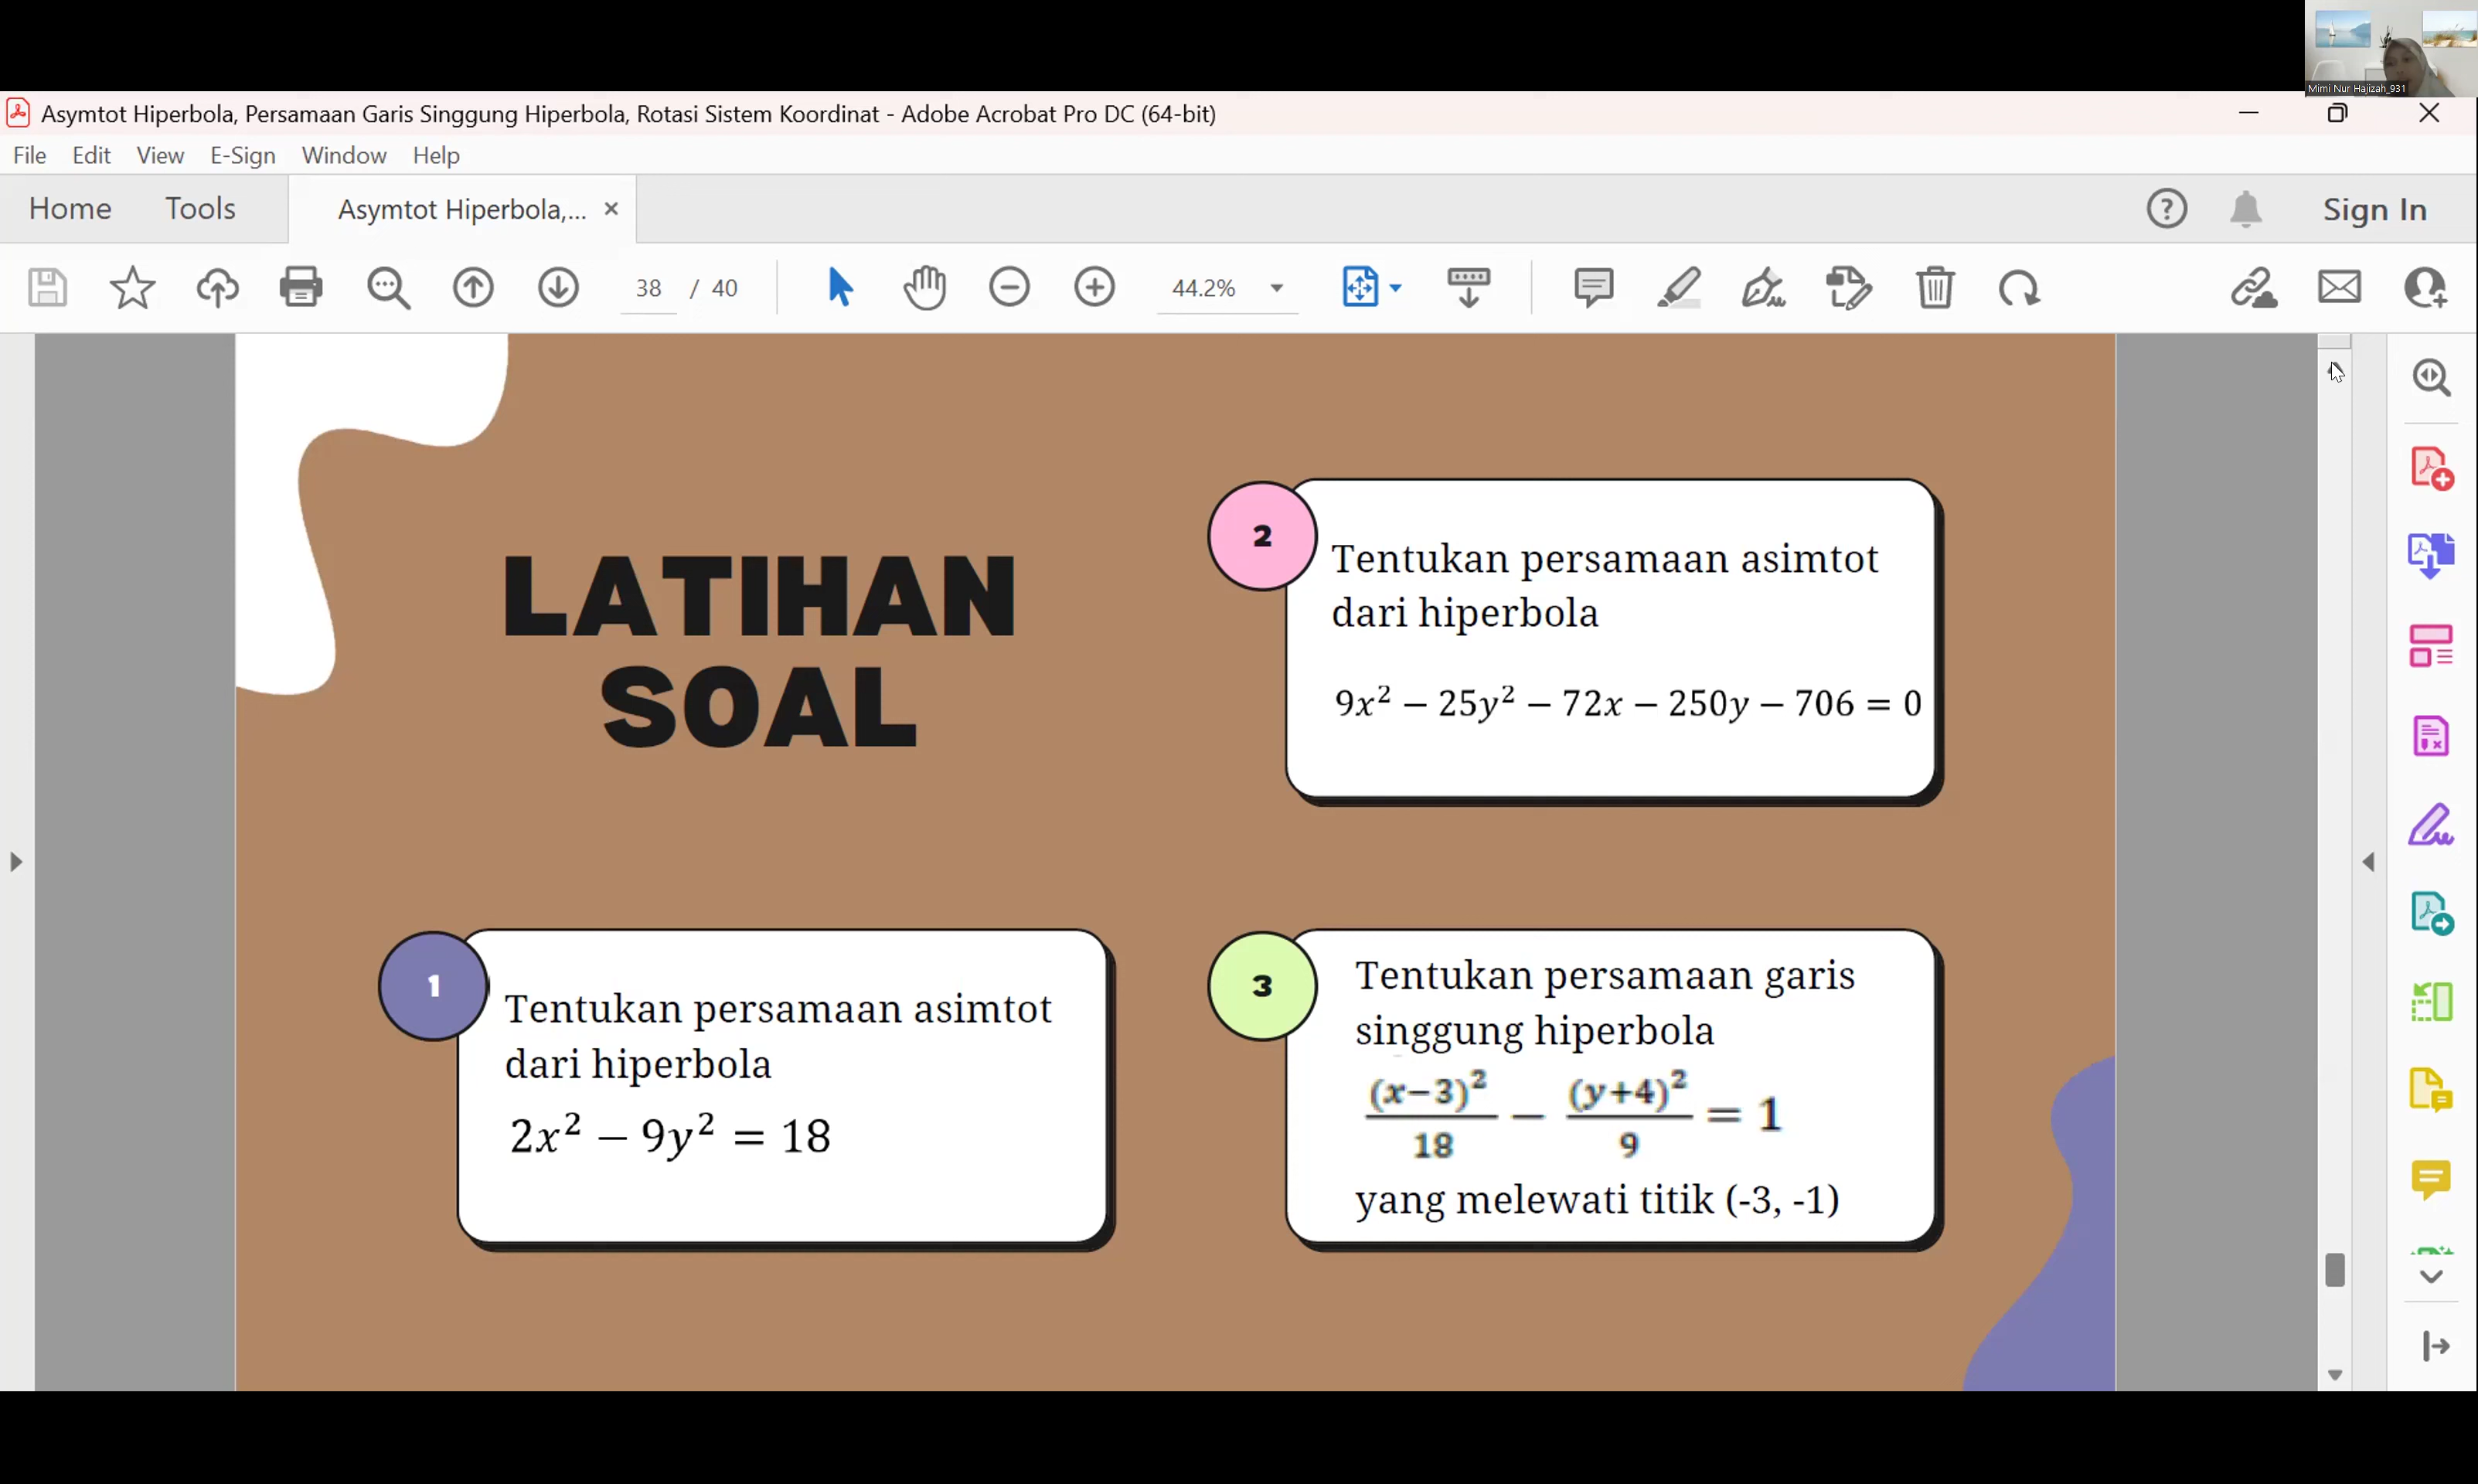 Mimi Nur Hajizah_931
Asymtot Hiperbola, Persamaan Garis Singgung Hiperbola, Rotasi Sistem Koordinat - Adobe Acrobat Pro DC (64-bit)
File Edit View E-Sign Window Help
Home Tools Asymtot Hiperbola,... × Sign In
38 / 40 44.2%
LATIHAN
SOAL
2
Tentukan persamaan asimtot
dari hiperbola
9x² − 25y² − 72x − 250y − 706 = 0
1
Tentukan persamaan asimtot
dari hiperbola
2x² − 9y² = 18
3
Tentukan persamaan garis
singgung hiperbola
(x−3)²/18 − (y+4)²/9 = 1
yang melewati titik (-3, -1)